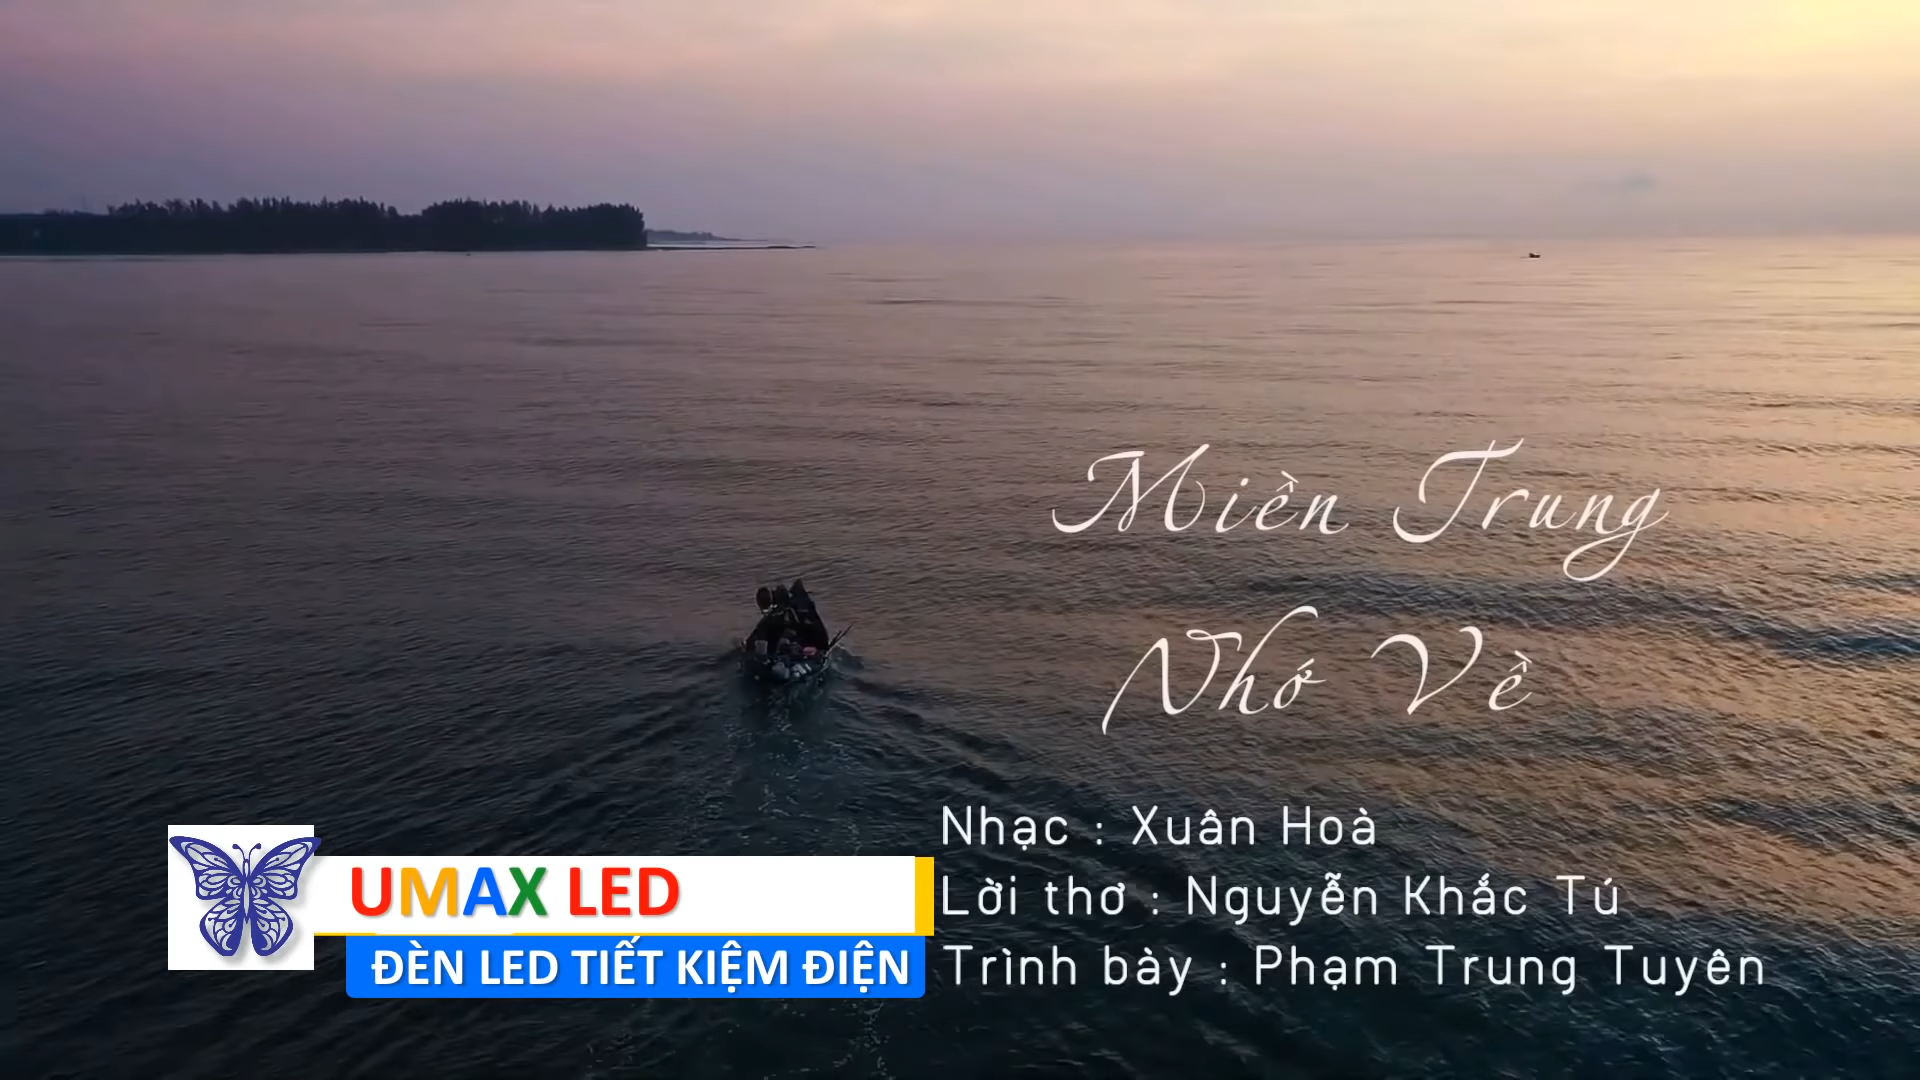 Miền Trung
Nhớ Về
Nhạc : Xuân Hoà
Lời thơ : Nguyễn Khắc Tú
Trình bày : Phạm Trung Tuyên
UMAX LED
ĐÈN LED TIẾT KIỆM ĐIỆN